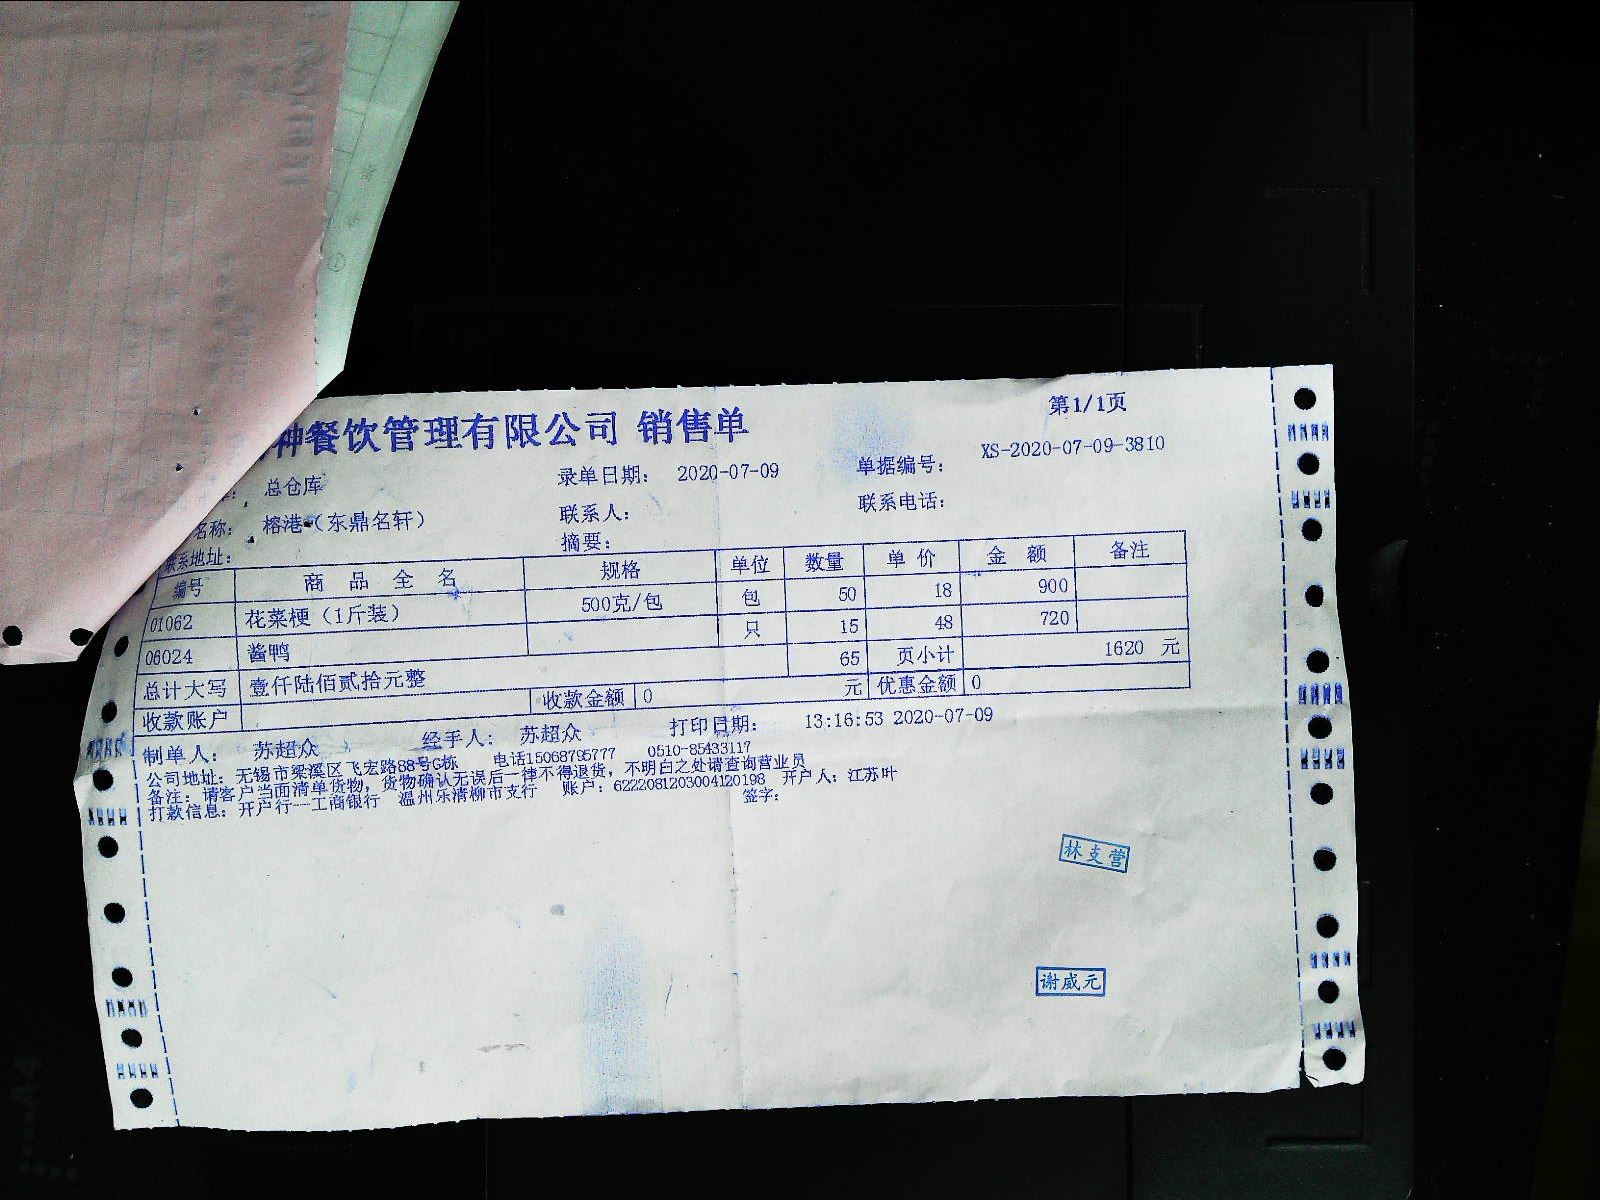 神餐饮管理有限公司 销售单
第1/1页
总仓库 录单日期： 2020-07-09 单据编号： XS-2020-07-09-3810
名称： 榕港（东鼎名轩） 联系人： 联系电话：
联系地址： 摘要：
编号 商品全名 规格 单位 数量 单价 金额 备注
01062 花菜梗（1斤装） 500克/包 包 50 18 900
06024 酱鸭 只 15 48 720
总计大写 壹仟陆佰贰拾元整 65 页小计 1620 元
收款账户 收款金额 0 元 优惠金额 0
制单人： 苏超众 经手人： 苏超众 打印日期： 13:16:53 2020-07-09
公司地址：无锡市梁溪区飞宏路88号G栋 电话15068795777 0510-85433117
备注：请客户当面清单货物，货物确认无误后一律不得退货，不明白之处请查询营业员
打款信息：开户行--工商银行 温州乐清柳市支行 账户：6222081203004120198 开户人：江苏叶
签字：
林支营
谢威元